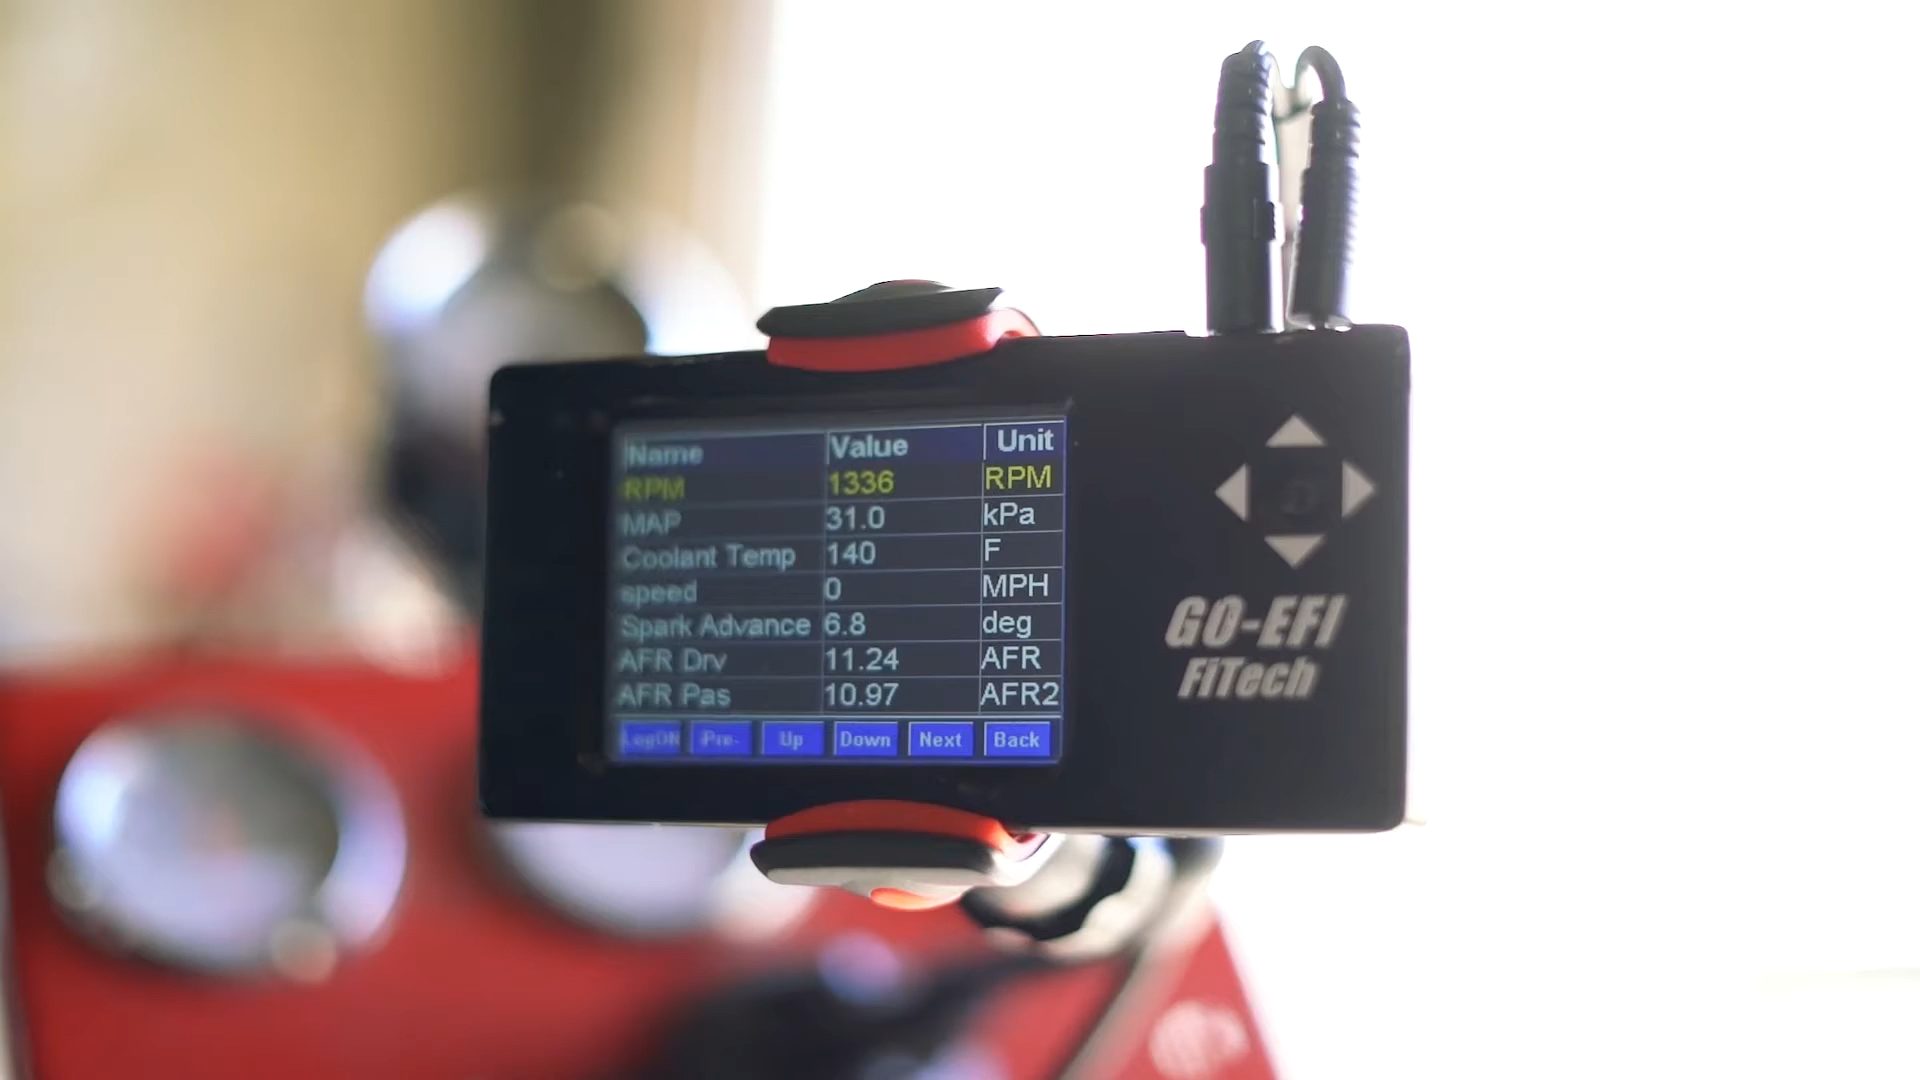 Name Value Unit
RPM 1336 RPM
MAP 31.0 kPa
Coolant Temp 140 F
speed 0 MPH
Spark Advance 6.8 deg
AFR Drv 11.24 AFR
AFR Pas 10.97 AFR2
LogON Pre- Up Down Next Back
GO-EFI
FiTech